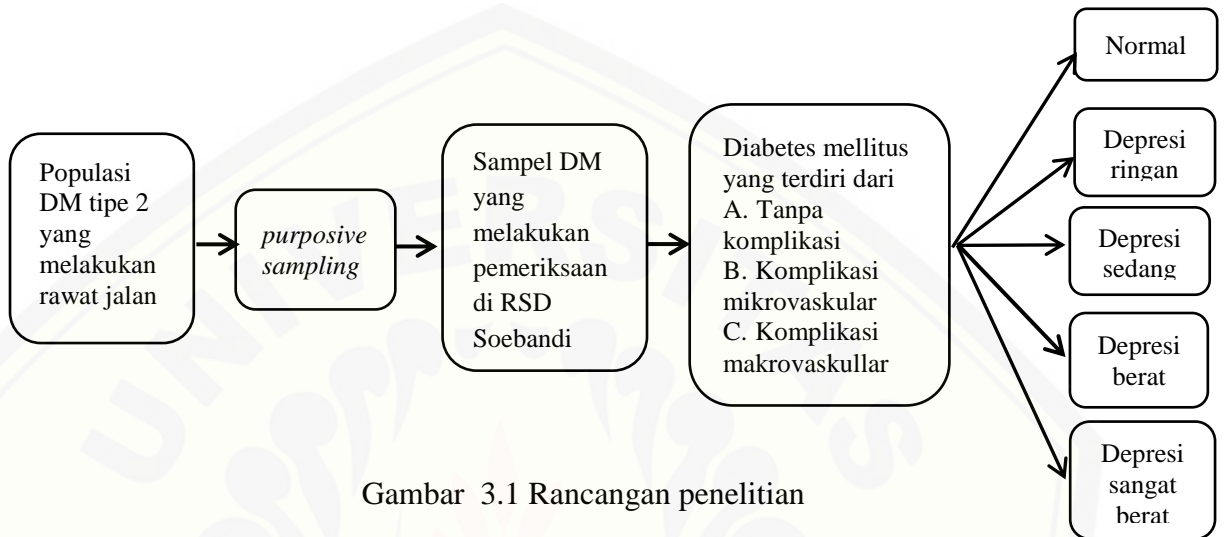 Populasi
DM tipe 2
yang
melakukan
rawat jalan
purposive
sampling
Sampel DM
yang
melakukan
pemeriksaan
di RSD
Soebandi
Diabetes mellitus
yang terdiri dari
A. Tanpa
komplikasi
B. Komplikasi
mikrovaskular
C. Komplikasi
makrovaskullar
Normal
Depresi
ringan
Depresi
sedang
Depresi
berat
Depresi
sangat
berat
Gambar 3.1 Rancangan penelitian
UNIVERSITAS